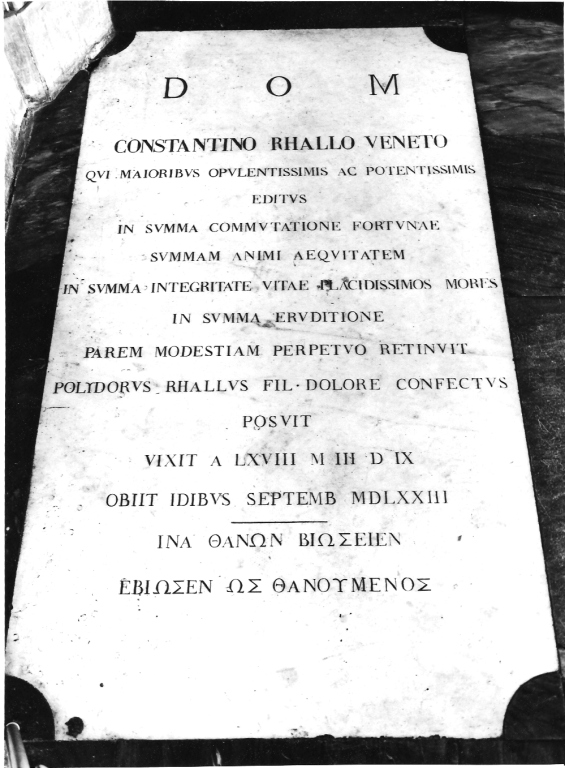 D O M
CONSTANTINO RHALLO VENETO
QVI MAIORIBVS OPVLENTISSIMIS AC POTENTISSIMIS
EDITVS
IN SVMMA COMMVTATIONE FORTVNAE
SVMMAM ANIMI AEQVITATEM
IN SVMMA INTEGRITATE VITAE PLACIDISSIMOS MORES
IN SVMMA ERVDITIONE
PAREM MODESTIAM PERPETVO RETINVIT
POLYDORVS RHALLVS FIL · DOLORE CONFECTVS
POSVIT
VIXIT A LXVIII M III D IX
OBIIT IDIBVS SEPTEMB MDLXXIII
ΙΝΑ ΘΑΝΩΝ ΒΙΩΣΕΙΕΝ
ΕΒΙΩΣΕΝ ΩΣ ΘΑΝΟΥΜΕΝΟΣ